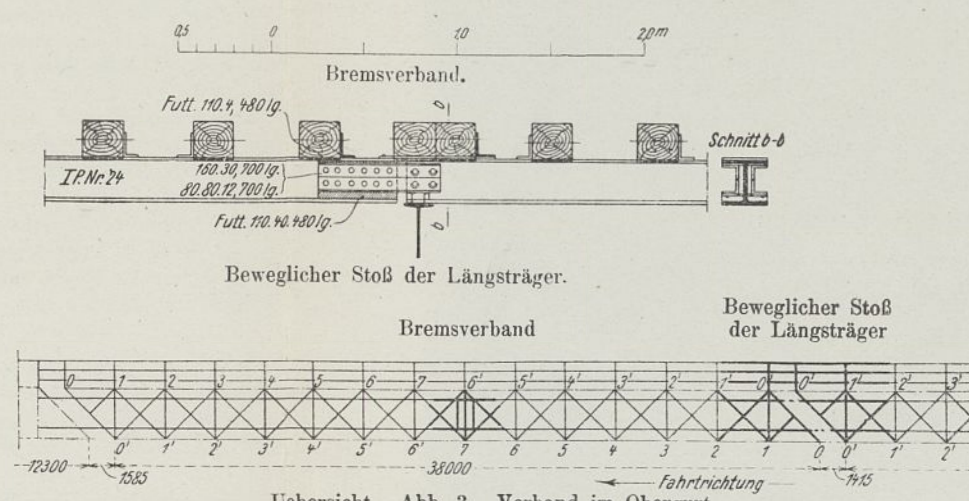 0,5 0 1,0 2,0 m
Bremsverband.
Futt. 110.4, 480 lg.
b
Schnitt b-b
I P. Nr. 24
160.30, 700 lg.
80.80.12, 700 lg.
Futt. 110.40.480 lg.
b
Beweglicher Stoß der Längsträger.
Beweglicher Stoß
der Längsträger
Bremsverband
0 1 2 3 4 5 6 7 6' 5' 4' 3' 2' 1' 0' 0' 1' 2' 3'
0' 1' 2' 3' 4' 5' 6' 7 6 5 4 3 2 1 0 0' 1' 2'
12300 1585 38000 1415
Fahrtrichtung
Uebersicht. Abb. 3. Verband im Obergurt